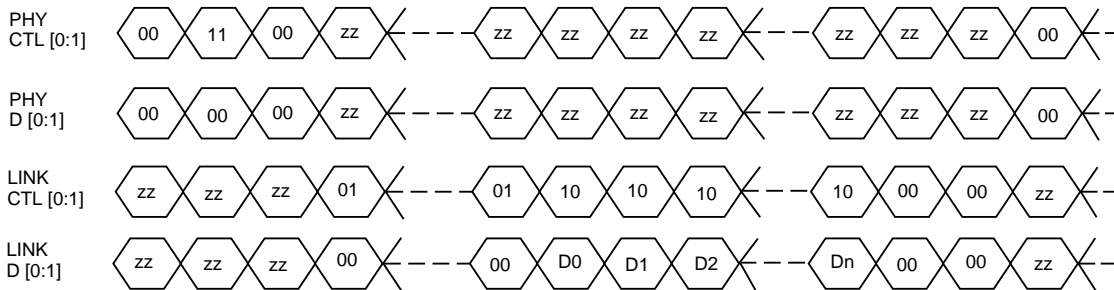 PHY
CTL [0:1]
00 11 00 zz zz zz zz zz zz zz zz 00
PHY
D [0:1]
00 00 00 zz zz zz zz zz zz zz zz 00
LINK
CTL [0:1]
zz zz zz 01 01 10 10 10 10 00 00 zz
LINK
D [0:1]
zz zz zz 00 00 D0 D1 D2 Dn 00 00 zz